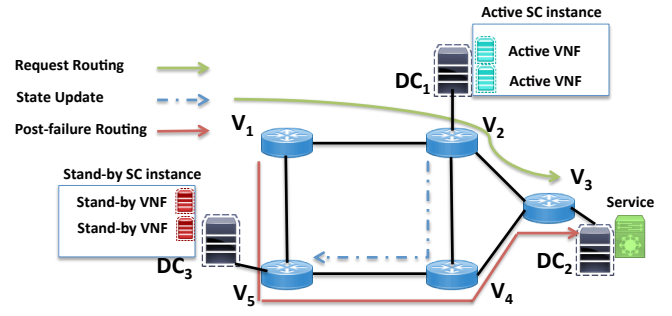 Active SC instance
Active VNF
Active VNF
DC1
Request Routing
State Update
Post-failure Routing
V1
V2
V3
Stand-by SC instance
Stand-by VNF
Stand-by VNF
DC3
Service
DC2
V5
V4